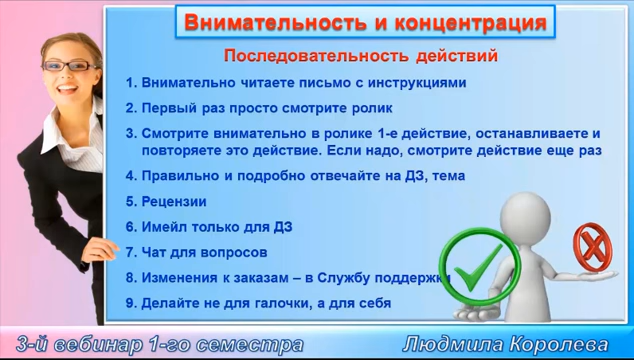 Внимательность и концентрация
Последовательность действий
1. Внимательно читаете письмо с инструкциями
2. Первый раз просто смотрите ролик
3. Смотрите внимательно в ролике 1-е действие, останавливаете и
повторяете это действие. Если надо, смотрите действие еще раз
4. Правильно и подробно отвечайте на ДЗ, тема
5. Рецензии
6. Имейл только для ДЗ
7. Чат для вопросов
8. Изменения к заказам – в Службу поддержки
9. Делайте не для галочки, а для себя
3-й вебинар 1-го семестра
Людмила Королева